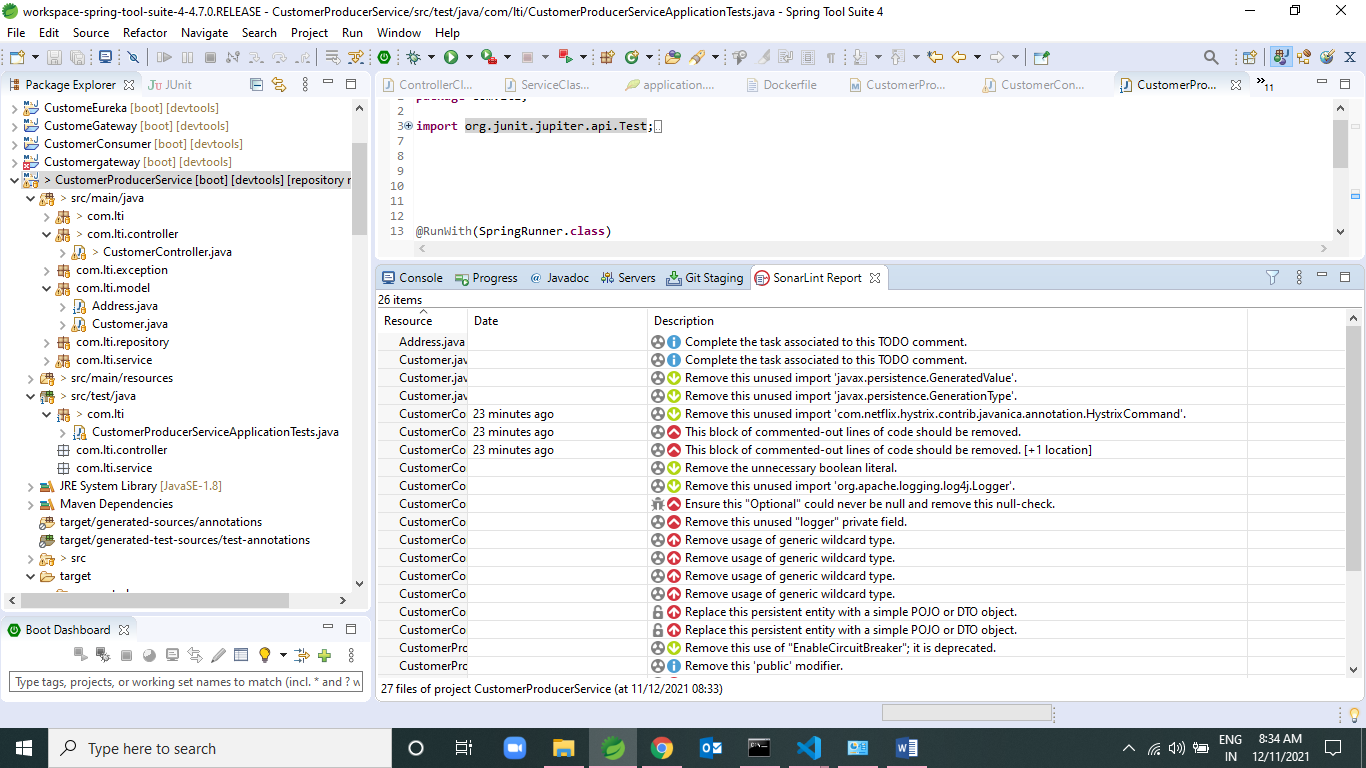 workspace-spring-tool-suite-4-4.7.0.RELEASE - CustomerProducerService/src/test/java/com/lti/CustomerProducerServiceApplicationTests.java - Spring Tool Suite 4
File Edit Source Refactor Navigate Search Project Run Window Help
Package Explorer JUnit
CustomeEureka [boot] [devtools]
CustomeGateway [boot] [devtools]
CustomerConsumer [boot] [devtools]
Customergateway [boot] [devtools]
> CustomerProducerService [boot] [devtools] [repository r
> src/main/java
> com.lti
> com.lti.controller
> CustomerController.java
com.lti.exception
com.lti.model
Address.java
Customer.java
com.lti.repository
com.lti.service
> src/main/resources
> src/test/java
> com.lti
CustomerProducerServiceApplicationTests.java
com.lti.controller
com.lti.service
JRE System Library [JavaSE-1.8]
Maven Dependencies
target/generated-sources/annotations
target/generated-test-sources/test-annotations
> src
target
Boot Dashboard
Type tags, projects, or working set names to match (incl. * and ? w
ControllerCl... ServiceClass... application.... Dockerfile CustomerPro... CustomerCon... CustomerPro... »11
2
3 import org.junit.jupiter.api.Test;
7
8
9
10
11
12
13 @RunWith(SpringRunner.class)
Console Progress @ Javadoc Servers Git Staging SonarLint Report
26 items
Resource Date Description
Address.java Complete the task associated to this TODO comment.
Customer.jav Complete the task associated to this TODO comment.
Customer.jav Remove this unused import 'javax.persistence.GeneratedValue'.
Customer.jav Remove this unused import 'javax.persistence.GenerationType'.
CustomerCo 23 minutes ago Remove this unused import 'com.netflix.hystrix.contrib.javanica.annotation.HystrixCommand'.
CustomerCo 23 minutes ago This block of commented-out lines of code should be removed.
CustomerCo 23 minutes ago This block of commented-out lines of code should be removed. [+1 location]
CustomerCo Remove the unnecessary boolean literal.
CustomerCo Remove this unused import 'org.apache.logging.log4j.Logger'.
CustomerCo Ensure this "Optional" could never be null and remove this null-check.
CustomerCo Remove this unused "logger" private field.
CustomerCo Remove usage of generic wildcard type.
CustomerCo Remove usage of generic wildcard type.
CustomerCo Remove usage of generic wildcard type.
CustomerCo Remove usage of generic wildcard type.
CustomerCo Replace this persistent entity with a simple POJO or DTO object.
CustomerCo Replace this persistent entity with a simple POJO or DTO object.
CustomerPro Remove this use of "EnableCircuitBreaker"; it is deprecated.
CustomerPro Remove this 'public' modifier.
27 files of project CustomerProducerService (at 11/12/2021 08:33)
Type here to search
ENG IN
8:34 AM
12/11/2021